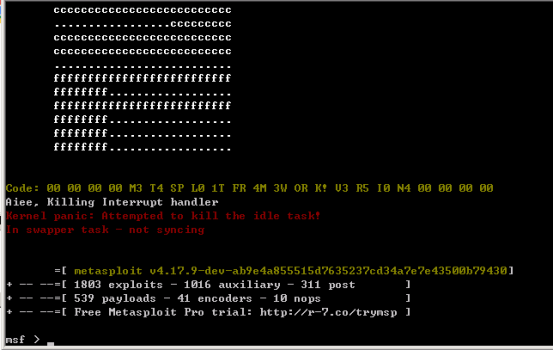 cccccccccccccccccccccccccc
.................ccccccccc
cccccccccccccccccccccccccc
cccccccccccccccccccccccccc
..........................
ffffffffffffffffffffffffff
ffffffff..................
ffffffffffffffffffffffffff
ffffffff..................
ffffffff..................
ffffffff..................
Code: 00 00 00 00 M3 T4 SP L0 1T FR 4M 3W OR K! V3 R5 I0 N4 00 00 00 00
Aiee, Killing Interrupt handler
Kernel panic: Attempted to kill the idle task!
In swapper task - not syncing
=[ metasploit v4.17.9-dev-ab9e4a855515d7635237cd34a7e7e43500b79430]
+ -- --=[ 1803 exploits - 1016 auxiliary - 311 post ]
+ -- --=[ 539 payloads - 41 encoders - 10 nops ]
+ -- --=[ Free Metasploit Pro trial: http://r-7.co/trymsp ]
msf > _